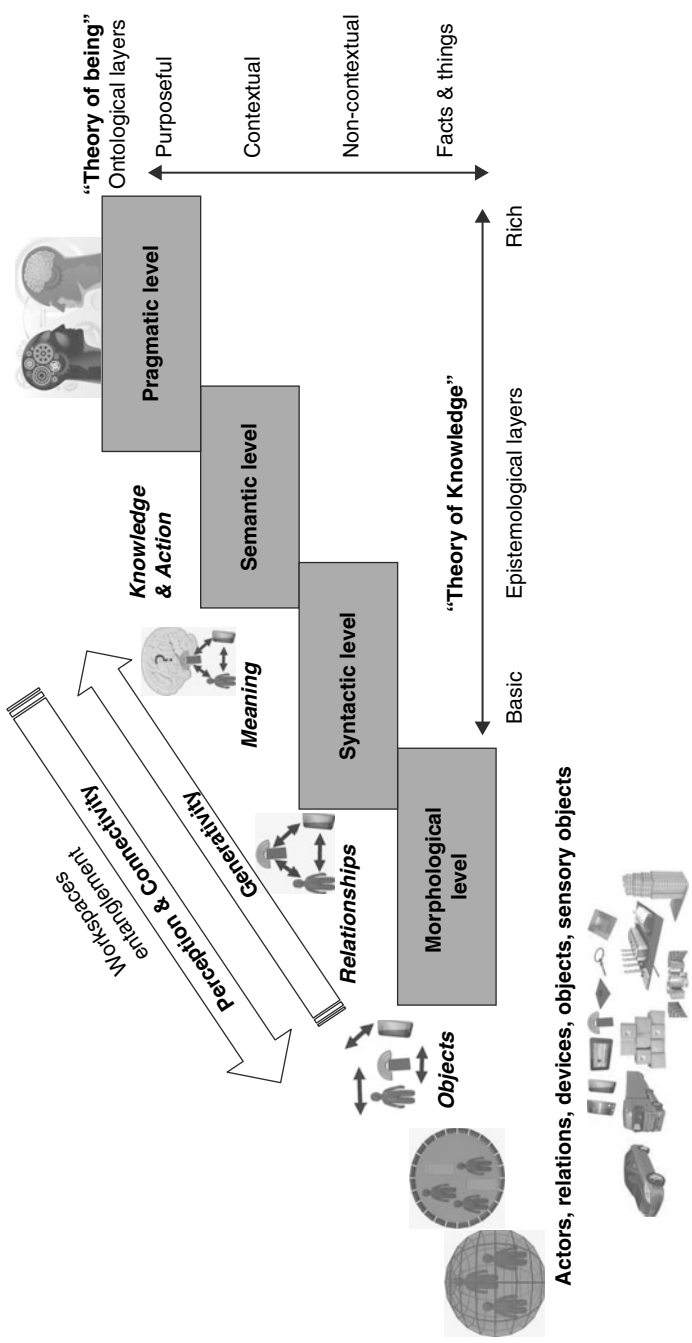 “Theory of being”
Ontological layers
Purposeful
Contextual
Non-contextual
Facts & things
Pragmatic level
Semantic level
Syntactic level
Morphological
level
Knowledge
& Action
Meaning
Relationships
Objects
Workspaces
entanglement
Perception & Connectivity
Generativity
?
“Theory of Knowledge”
Basic
Epistemological layers
Rich
Actors, relations, devices, objects, sensory objects